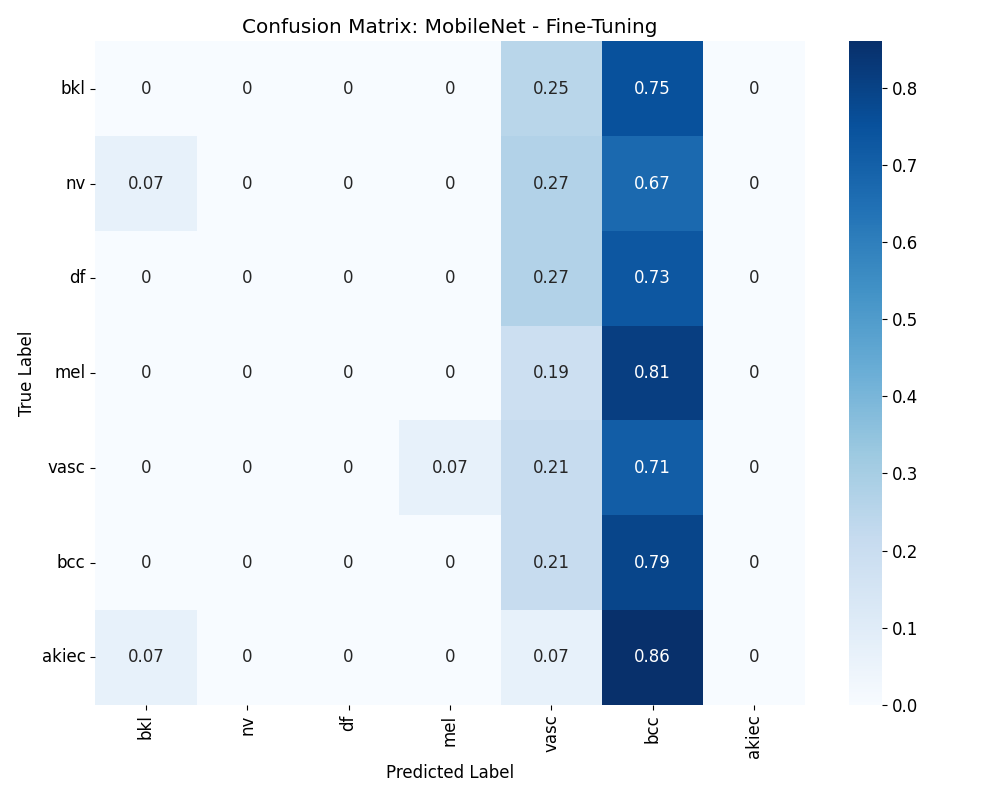 Confusion Matrix: MobileNet - Fine-Tuning
bkl 0 0 0 0 0.25 0.75 0
nv 0.07 0 0 0 0.27 0.67 0
df 0 0 0 0 0.27 0.73 0
mel 0 0 0 0 0.19 0.81 0
vasc 0 0 0 0.07 0.21 0.71 0
bcc 0 0 0 0 0.21 0.79 0
akiec 0.07 0 0 0 0.07 0.86 0
bkl nv df mel vasc bcc akiec
Predicted Label
True Label
0.8
0.7
0.6
0.5
0.4
0.3
0.2
0.1
0.0